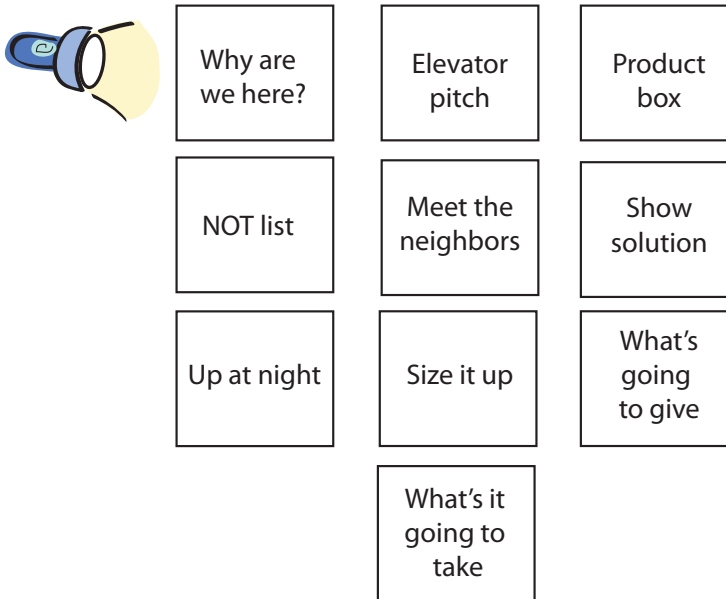 Why are
we here?
Elevator
pitch
Product
box
NOT list
Meet the
neighbors
Show
solution
Up at night
Size it up
What's
going
to give
What's it
going to
take